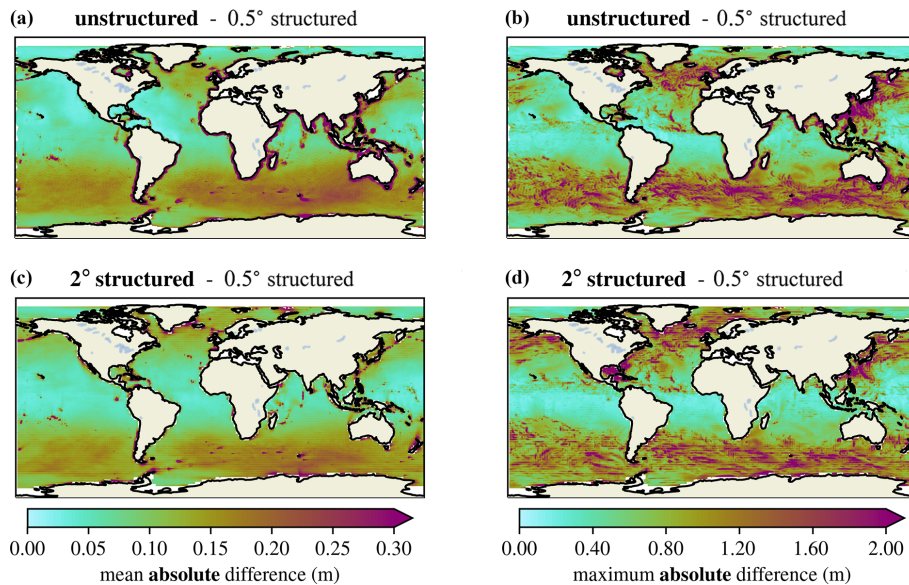 (a) unstructured - 0.5° structured
(b) unstructured - 0.5° structured
(c) 2° structured - 0.5° structured
(d) 2° structured - 0.5° structured
0.00 0.05 0.10 0.15 0.20 0.25 0.30
mean absolute difference (m)
0.00 0.40 0.80 1.20 1.60 2.00
maximum absolute difference (m)